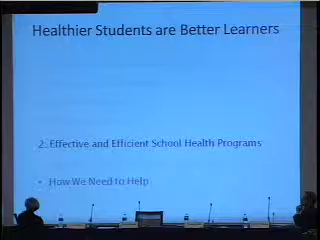 Healthier Students are Better Learners
2. Effective and Efficient School Health Programs
• How We Need to Help